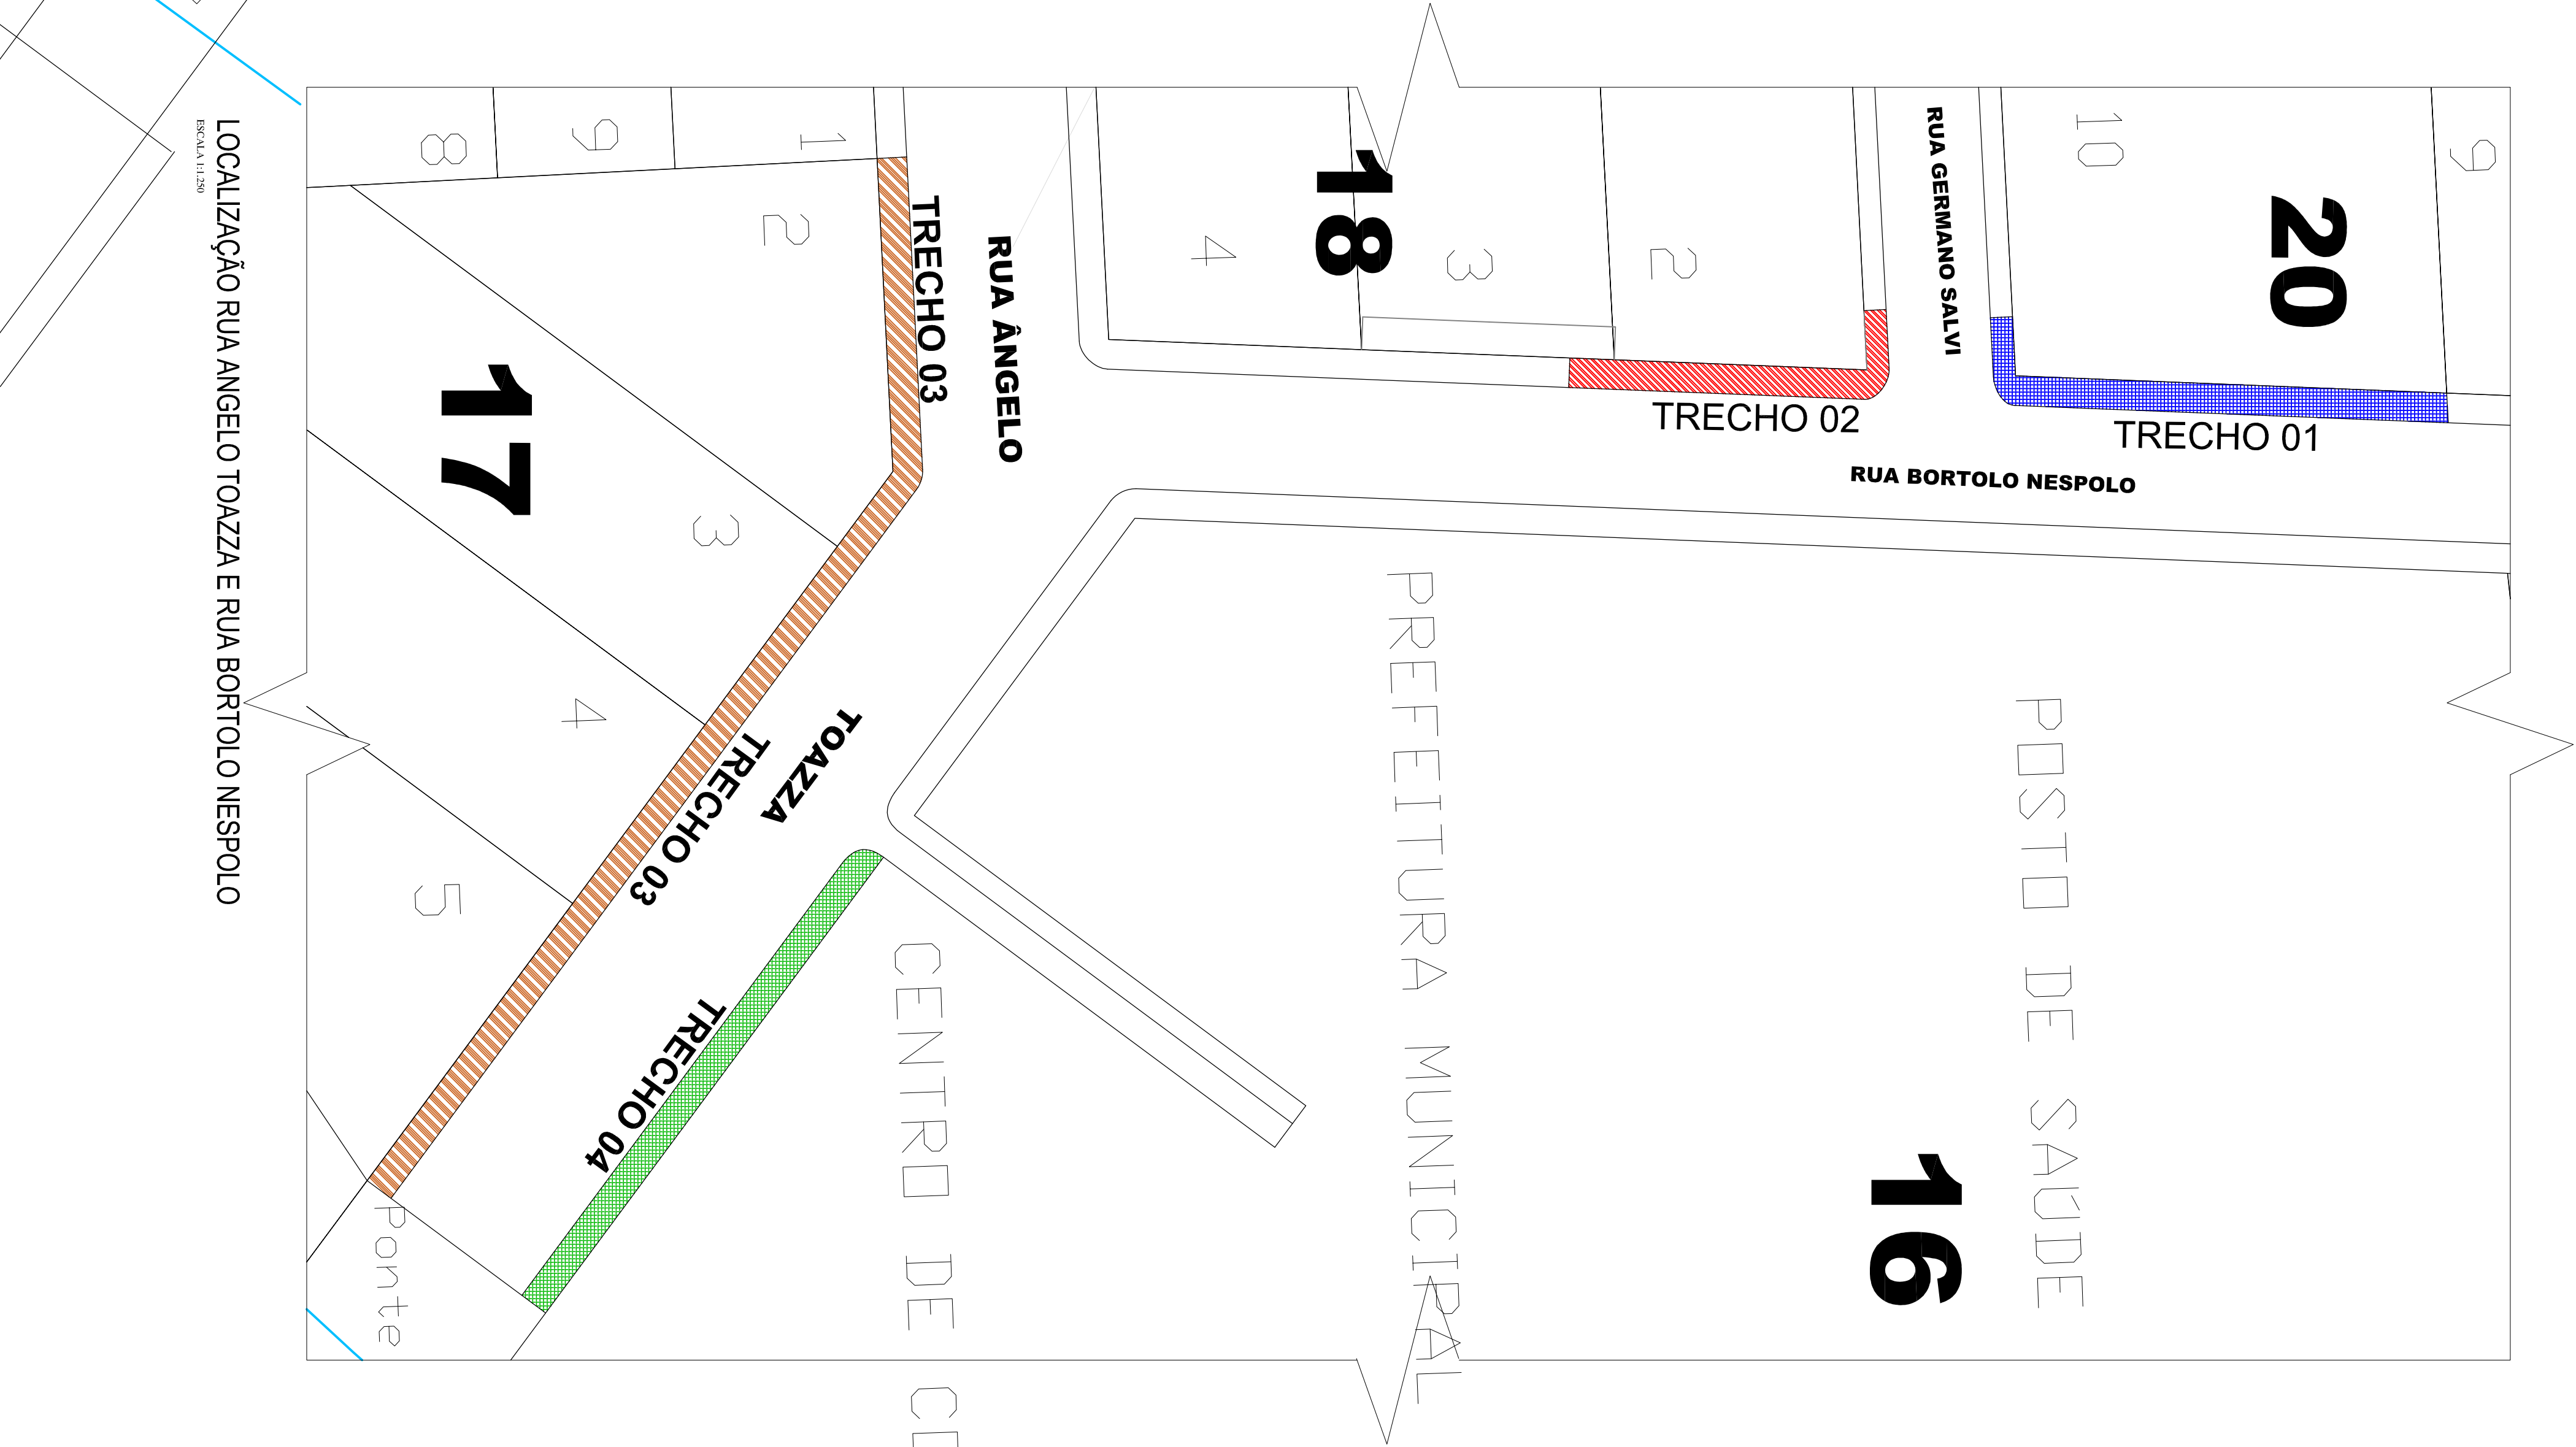 LOCALIZAÇÃO RUA ANGELO TOAZZA E RUA BORTOLO NESPOLO
ESCALA 1:1.250
8
9
1
2
3
4
5
17
TRECHO 03
RUA ÂNGELO
TOAZZA
TRECHO 03
TRECHO 04
Ponte
4
18
3
2
TRECHO 02
RUA GERMANO SALVI
10
20
9
TRECHO 01
RUA BORTOLO NESPOLO
CENTRO DE
PREFEITURA MUNICIPAL
POSTO DE SAÚDE
16